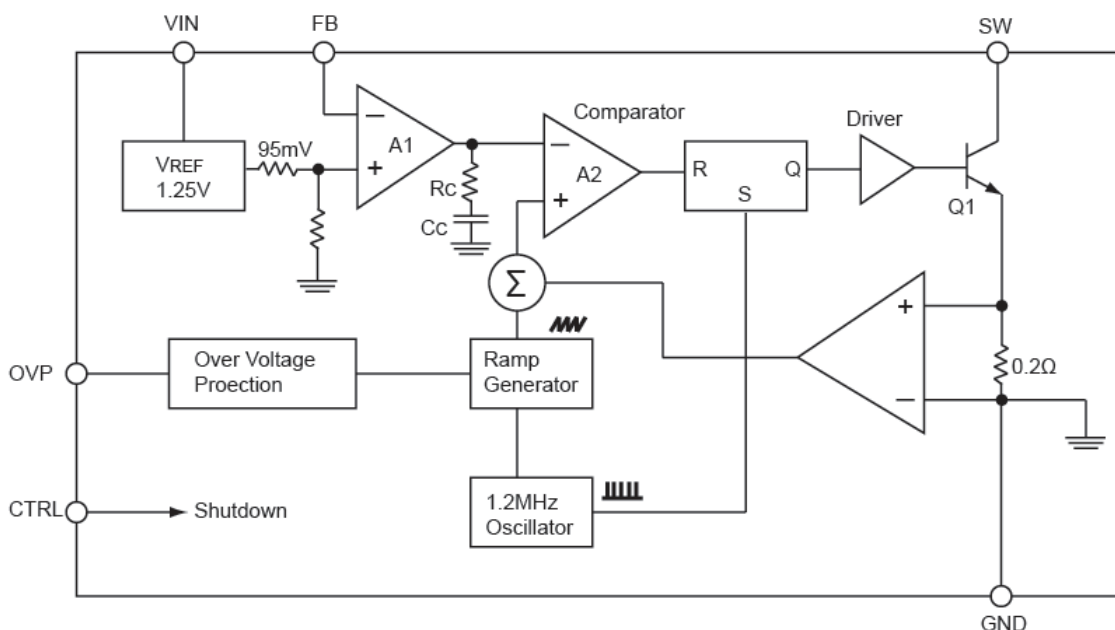 VIN
FB
SW
Comparator
Driver
95mV
VREF
1.25V
−
+
A1
−
+
A2
R
Q
S
Q1
Rc
Cc
Σ
+
−
0.2Ω
OVP
Over Voltage
Proection
Ramp
Generator
CTRL
Shutdown
1.2MHz
Oscillator
GND